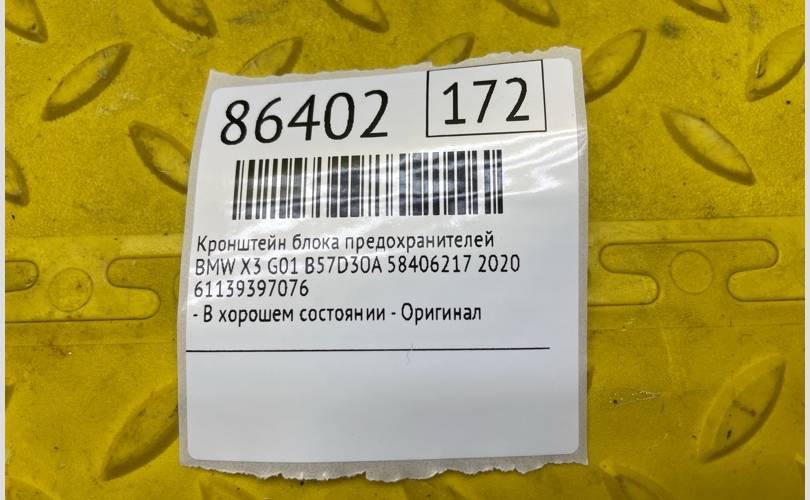 86402 172
Кронштейн блока предохранителей
BMW X3 G01 B57D30A 58406217 2020
61139397076
- В хорошем состоянии - Оригинал